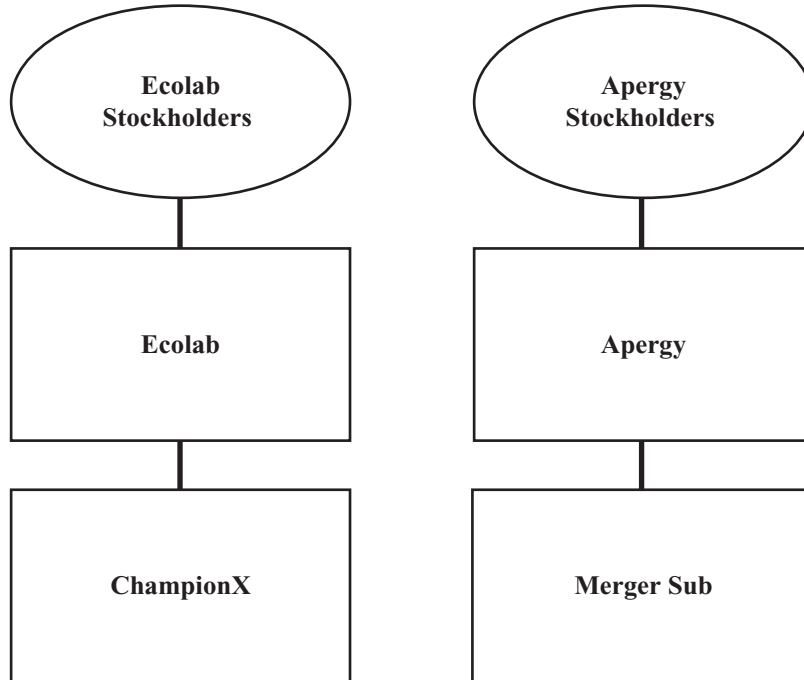 Ecolab
Stockholders
Apergy
Stockholders
Ecolab
Apergy
ChampionX
Merger Sub